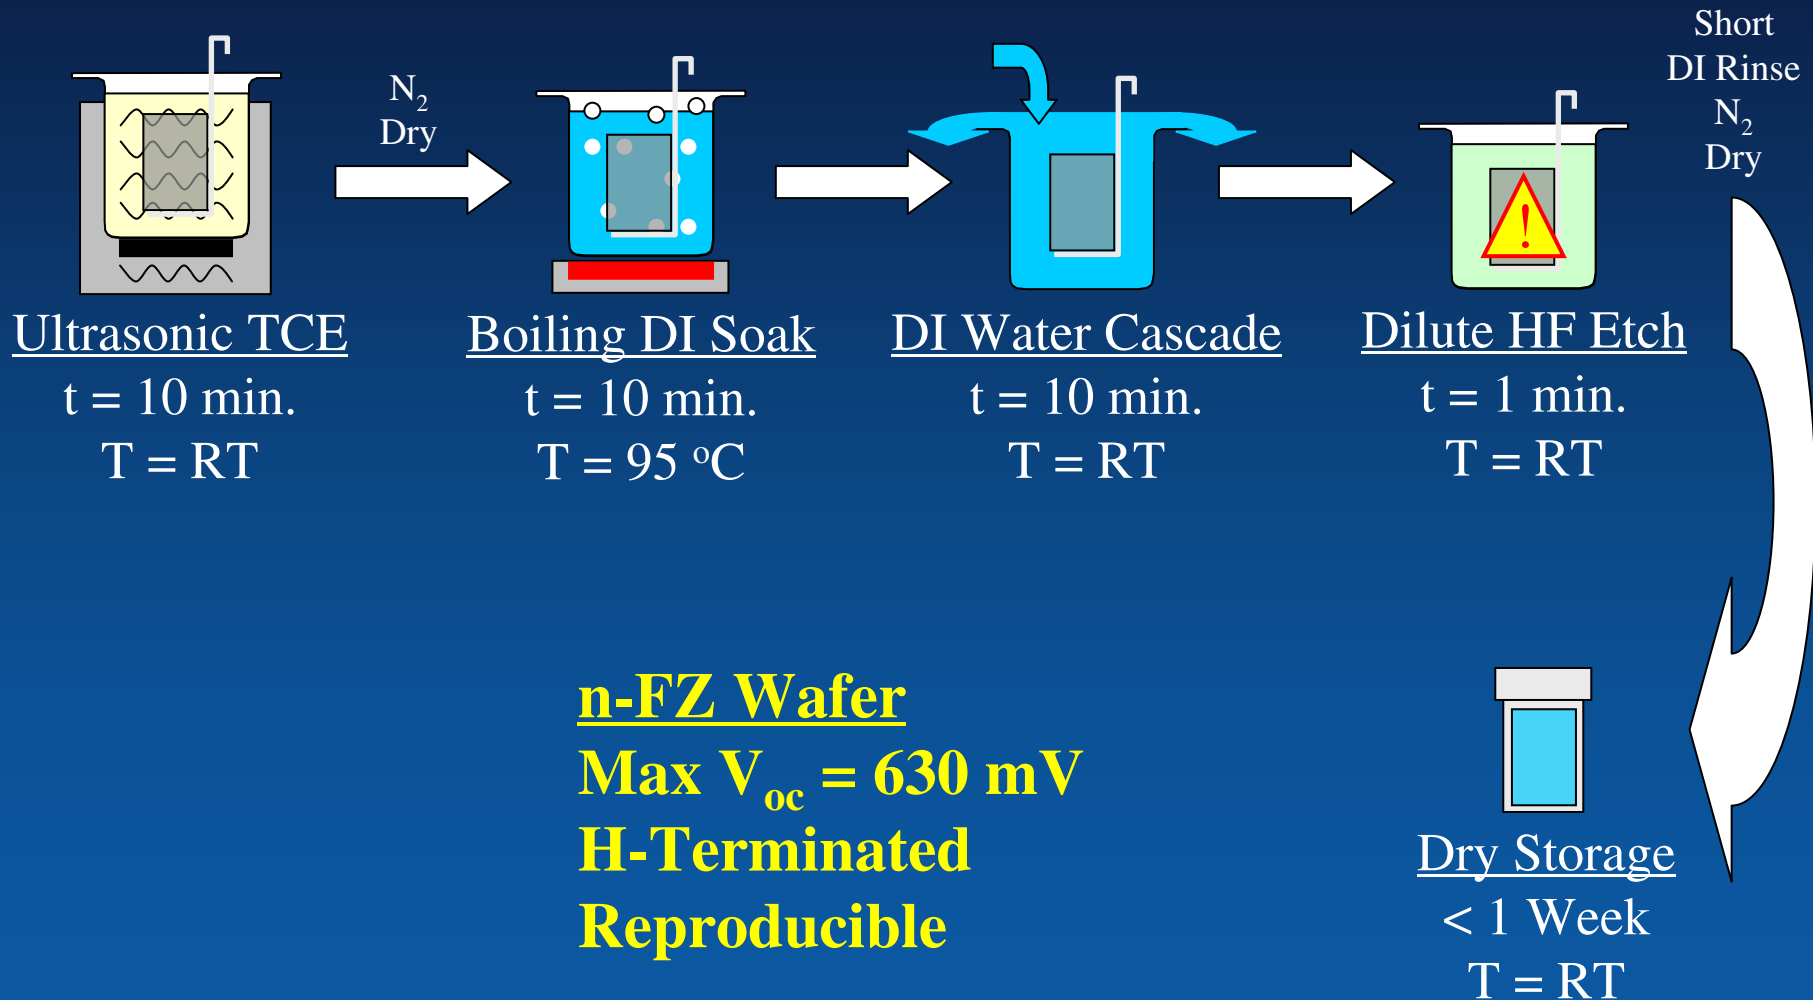 Ultrasonic TCE
t = 10 min.
T = RT
N₂
Dry
Boiling DI Soak
t = 10 min.
T = 95 °C
DI Water Cascade
t = 10 min.
T = RT
!
Dilute HF Etch
t = 1 min.
T = RT
Short
DI Rinse
N₂
Dry
Dry Storage
< 1 Week
T = RT
n-FZ Wafer
Max Vₒc = 630 mV
H-Terminated
Reproducible